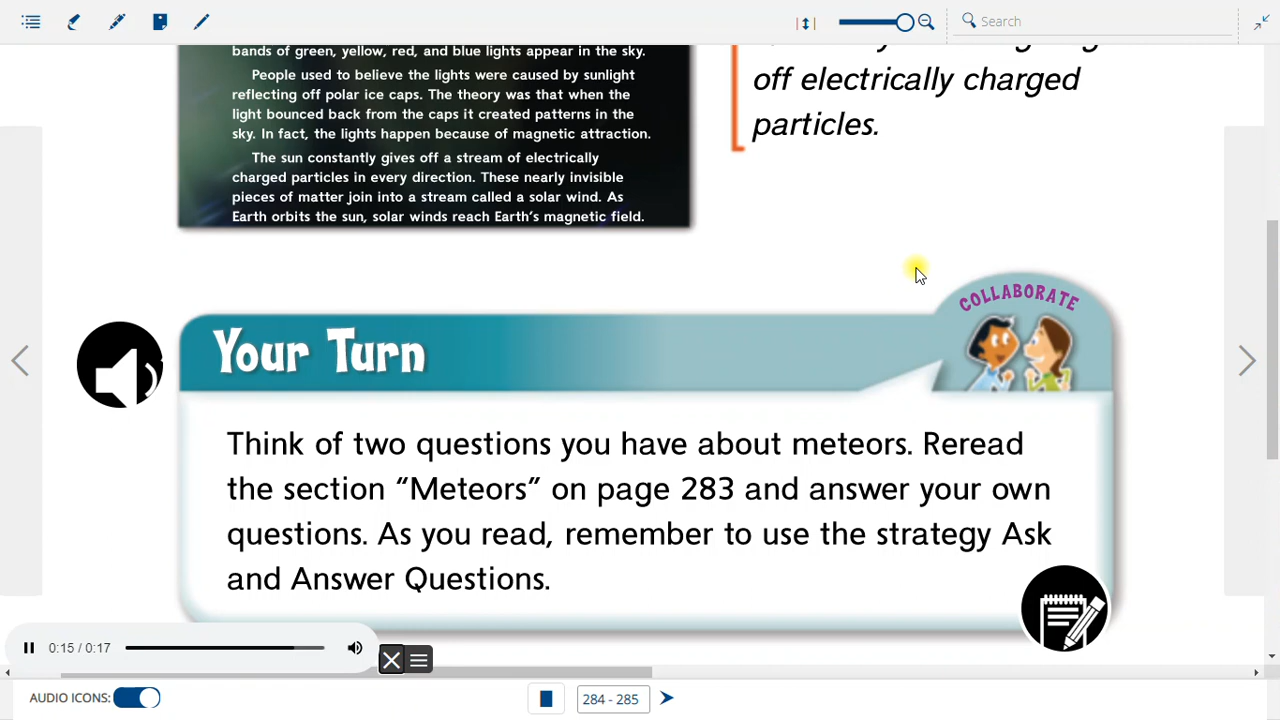 Search
bands of green, yellow, red, and blue lights appear in the sky.
People used to believe the lights were caused by sunlight
reflecting off polar ice caps. The theory was that when the
light bounced back from the caps it created patterns in the
sky. In fact, the lights happen because of magnetic attraction.
The sun constantly gives off a stream of electrically
charged particles in every direction. These nearly invisible
pieces of matter join into a stream called a solar wind. As
Earth orbits the sun, solar winds reach Earth's magnetic field.
off electrically charged
particles.
COLLABORATE
Your Turn
Think of two questions you have about meteors. Reread
the section “Meteors” on page 283 and answer your own
questions. As you read, remember to use the strategy Ask
and Answer Questions.
0:15 / 0:17
AUDIO ICONS:
284 - 285